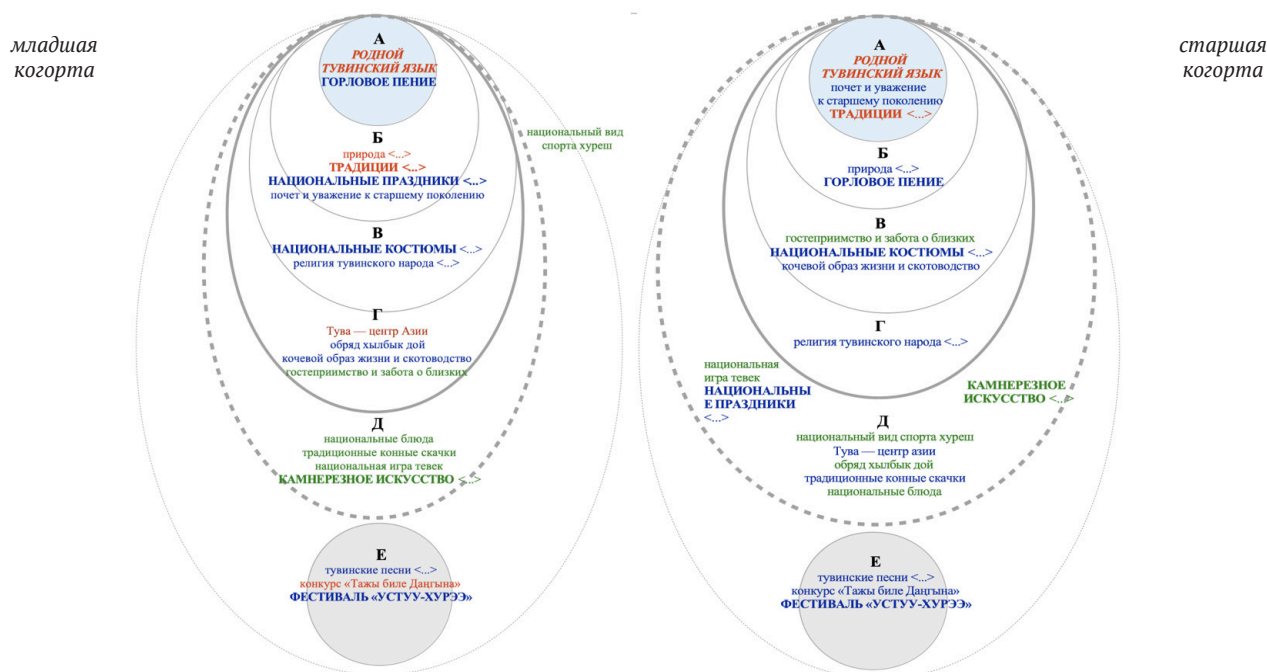 младшая
когорта
А
РОДНОЙ
ТУВИНСКИЙ ЯЗЫК
ГОРЛОВОЕ ПЕНИЕ
Б
природа <...>
ТРАДИЦИИ <...>
НАЦИОНАЛЬНЫЕ ПРАЗДНИКИ <...>
почет и уважение к старшему поколению
национальный вид
спорта хуреш
В
НАЦИОНАЛЬНЫЕ КОСТЮМЫ <...>
религия тувинского народа <...>
Г
Тува — центр Азии
обряд хылбык дой
кочевой образ жизни и скотоводство
гостеприимство и забота о близких
Д
национальные блюда
традиционные конные скачки
национальная игра тевек
КАМНЕРЕЗНОЕ ИСКУССТВО <...>
Е
тувинские песни <...>
конкурс «Тажы биле Даңгына»
ФЕСТИВАЛЬ «УСТУУ-ХУРЭЭ»
старшая
когорта
А
РОДНОЙ
ТУВИНСКИЙ ЯЗЫК
почет и уважение
к старшему поколению
ТРАДИЦИИ <...>
Б
природа <...>
ГОРЛОВОЕ ПЕНИЕ
В
гостеприимство и забота о близких
НАЦИОНАЛЬНЫЕ КОСТЮМЫ <...>
кочевой образ жизни и скотоводство
Г
религия тувинского народа <...>
национальная
игра тевек
НАЦИОНАЛЬНЫ
Е ПРАЗДНИКИ
<...>
КАМНЕРЕЗНОЕ
ИСКУССТВО <...>
Д
национальный вид спорта хуреш
Тува — центр азии
обряд хылбык дой
традиционные конные скачки
национальные блюда
Е
тувинские песни <...>
конкурс «Тажы биле Даңгына»
ФЕСТИВАЛЬ «УСТУУ-ХУРЭЭ»